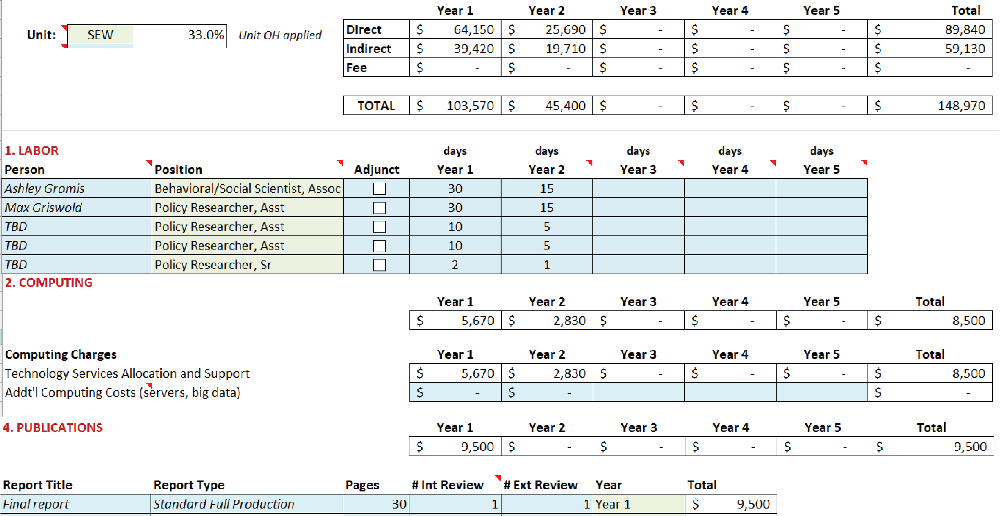 Year 1 Year 2 Year 3 Year 4 Year 5 Total
Unit: SEW 33.0% Unit OH applied
Direct $ 64,150 $ 25,690 $ - $ - $ - $ 89,840
Indirect $ 39,420 $ 19,710 $ - $ - $ - $ 59,130
Fee $ - $ - $ - $ - $ - $ -
TOTAL $ 103,570 $ 45,400 $ - $ - $ - $ 148,970
1. LABOR days days days days days
Person Position Adjunct Year 1 Year 2 Year 3 Year 4 Year 5
Ashley Gromis Behavioral/Social Scientist, Assoc 30 15
Max Griswold Policy Researcher, Asst 30 15
TBD Policy Researcher, Asst 10 5
TBD Policy Researcher, Asst 10 5
TBD Policy Researcher, Sr 2 1
2. COMPUTING
Year 1 Year 2 Year 3 Year 4 Year 5 Total
$ 5,670 $ 2,830 $ - $ - $ - $ 8,500
Computing Charges Year 1 Year 2 Year 3 Year 4 Year 5 Total
Technology Services Allocation and Support $ 5,670 $ 2,830 $ - $ - $ - $ 8,500
Addt'l Computing Costs (servers, big data) $ - $ - $ -
4. PUBLICATIONS Year 1 Year 2 Year 3 Year 4 Year 5 Total
$ 9,500 $ - $ - $ - $ - $ 9,500
Report Title Report Type Pages # Int Review # Ext Review Year Total
Final report Standard Full Production 30 1 1 Year 1 $ 9,500